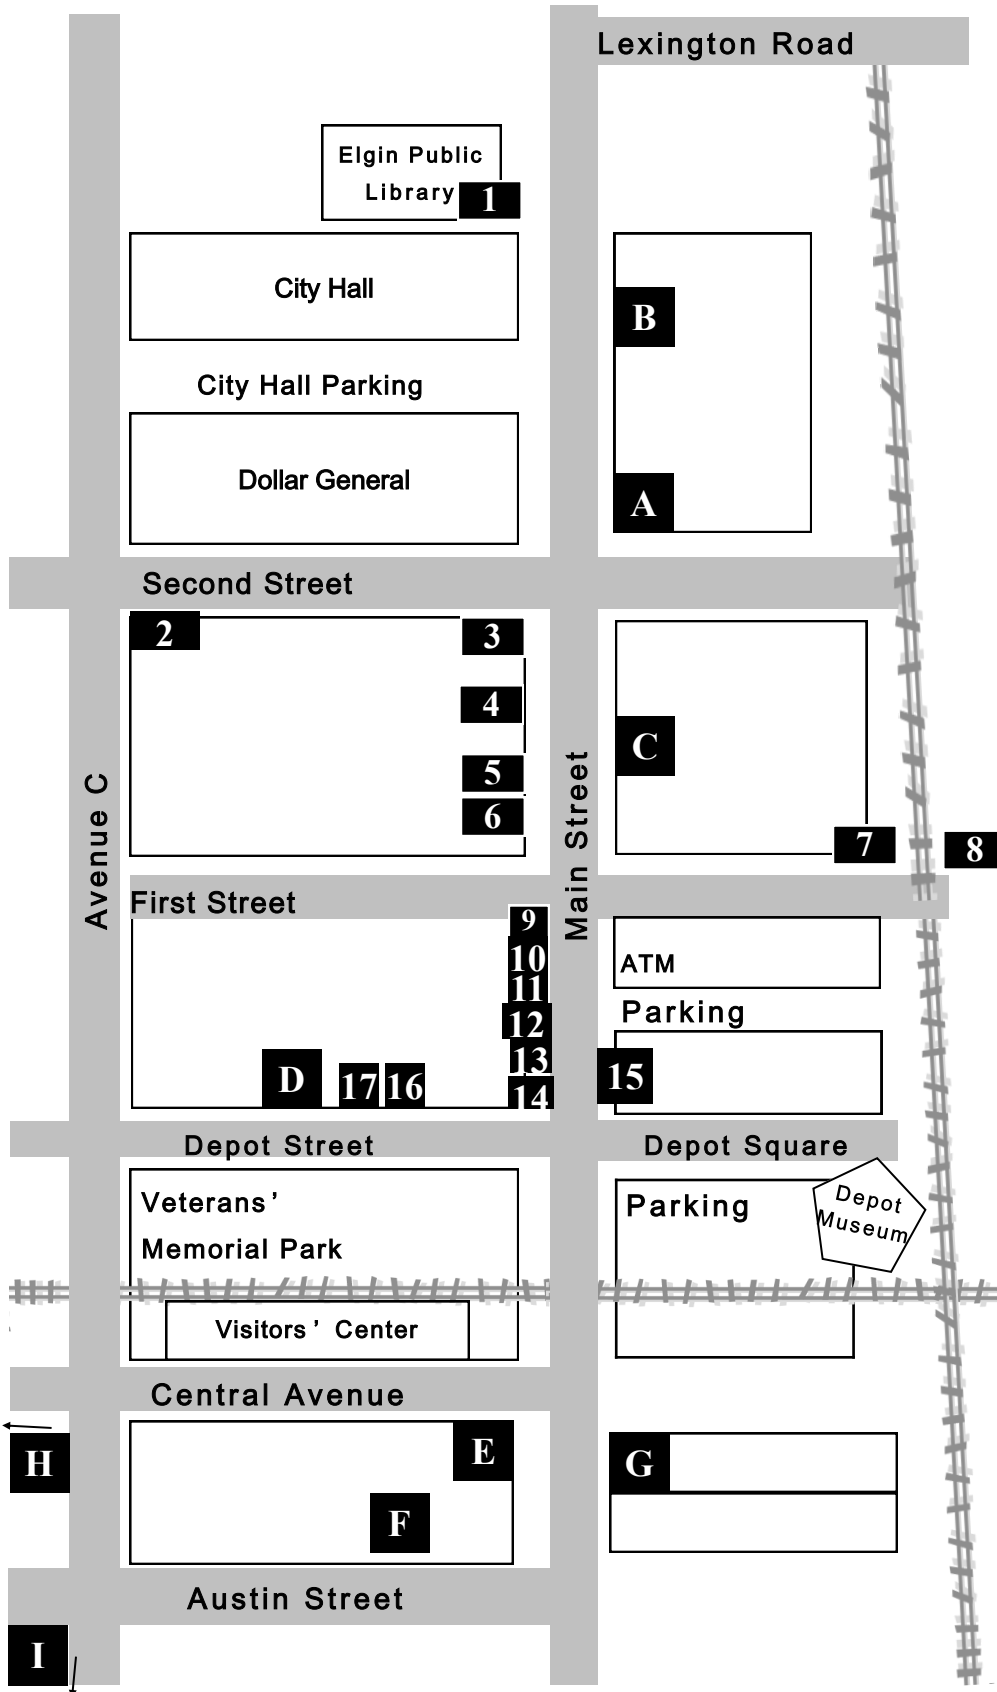 Lexington Road
Elgin Public
Library
1
City Hall
B
City Hall Parking
Dollar General
A
Second Street
2
3
4
C
5
6
7
8
Avenue C
Main Street
First Street
9
10
11
12
13
14
ATM
Parking
D
17
16
15
Depot Street
Depot Square
Veterans’
Memorial Park
Parking
Depot
Museum
Visitors’ Center
Central Avenue
H
E
G
F
Austin Street
I